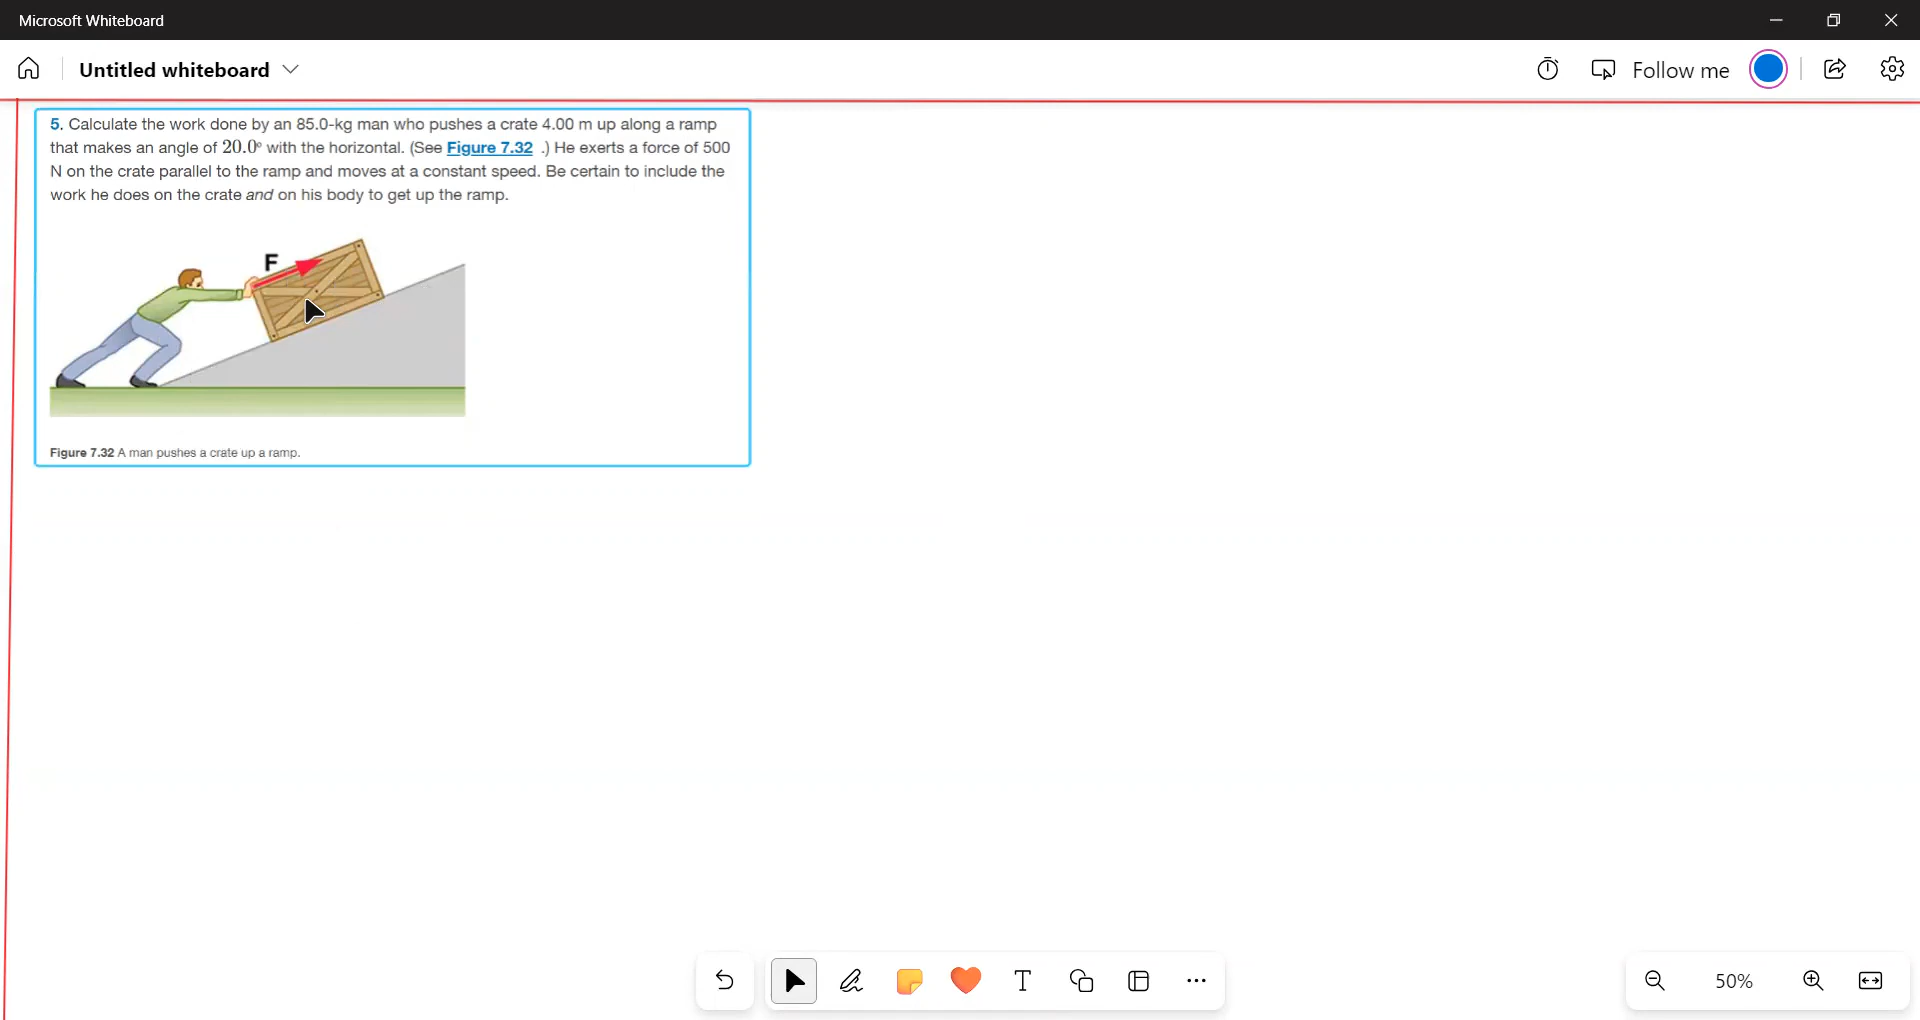 Microsoft Whiteboard
Untitled whiteboard
Follow me
5. Calculate the work done by an 85.0-kg man who pushes a crate 4.00 m up along a ramp
that makes an angle of 20.0° with the horizontal. (See Figure 7.32 .) He exerts a force of 500
N on the crate parallel to the ramp and moves at a constant speed. Be certain to include the
work he does on the crate and on his body to get up the ramp.
F
Figure 7.32 A man pushes a crate up a ramp.
T
50%